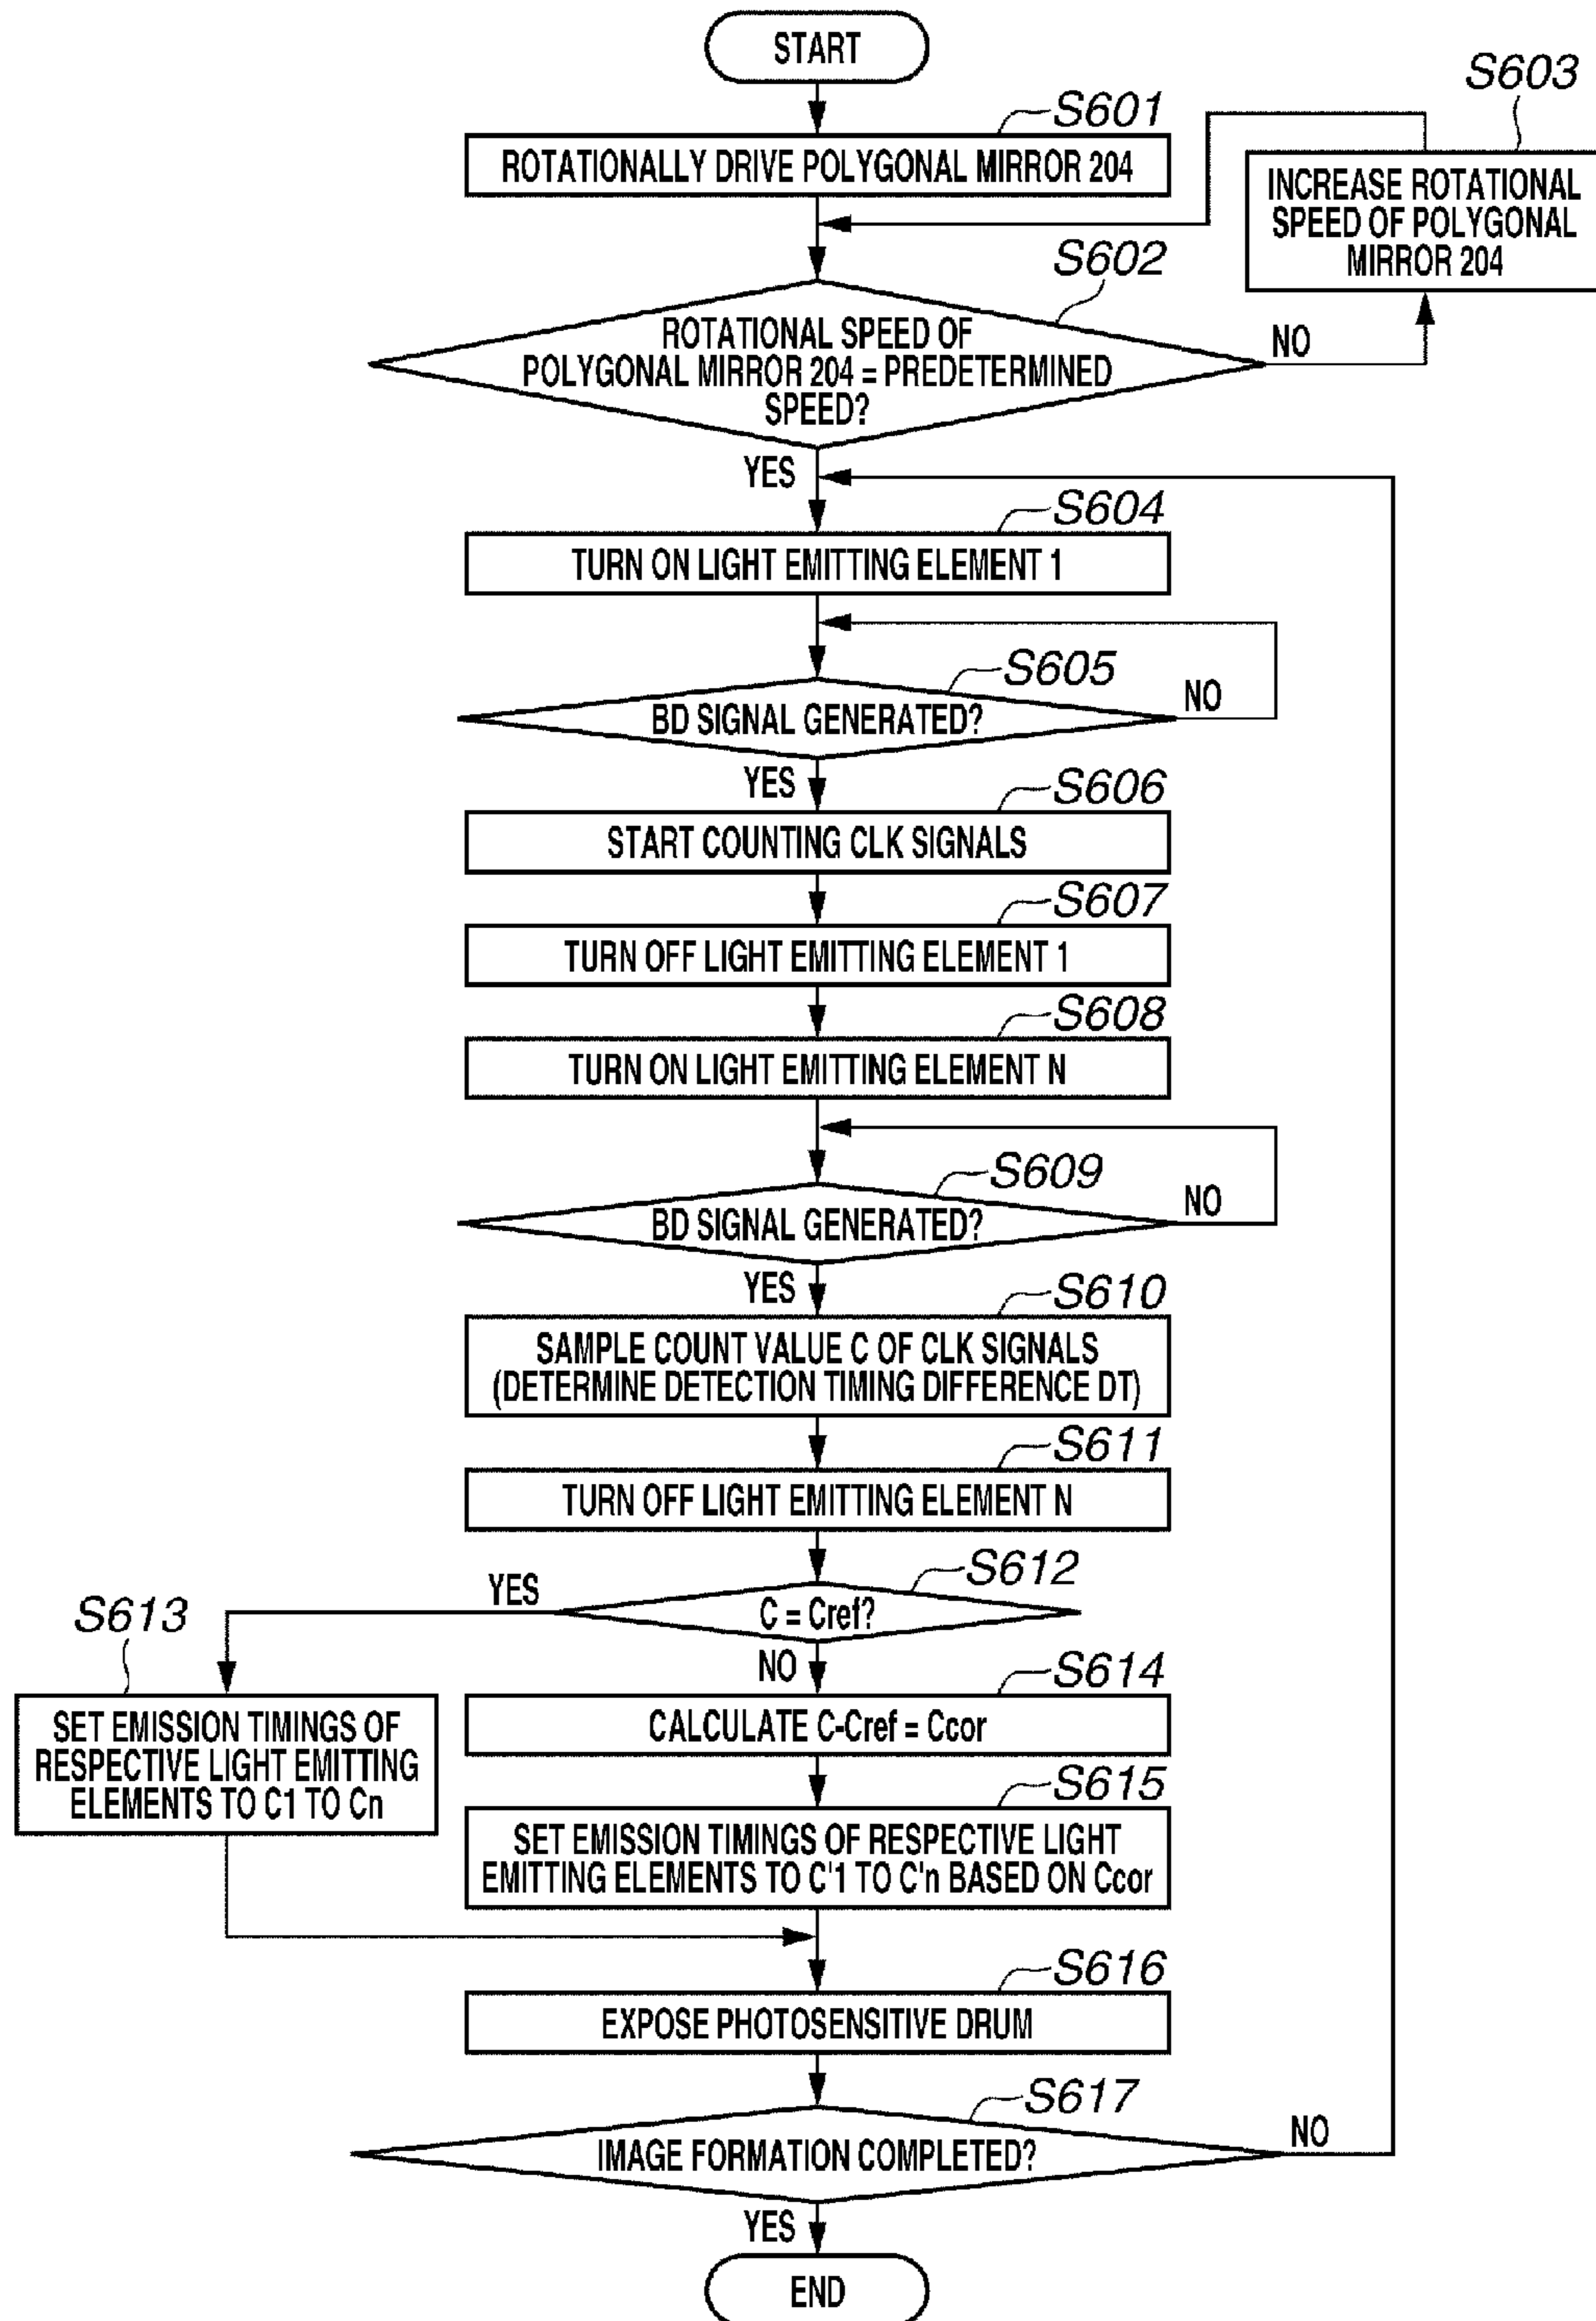 START
S601
ROTATIONALLY DRIVE POLYGONAL MIRROR 204
S603
INCREASE ROTATIONAL
SPEED OF POLYGONAL
MIRROR 204
S602
ROTATIONAL SPEED OF
POLYGONAL MIRROR 204 = PREDETERMINED
SPEED?
NO
YES
S604
TURN ON LIGHT EMITTING ELEMENT 1
S605
BD SIGNAL GENERATED?
NO
YES
S606
START COUNTING CLK SIGNALS
S607
TURN OFF LIGHT EMITTING ELEMENT 1
S608
TURN ON LIGHT EMITTING ELEMENT N
S609
BD SIGNAL GENERATED?
NO
YES
S610
SAMPLE COUNT VALUE C OF CLK SIGNALS
(DETERMINE DETECTION TIMING DIFFERENCE DT)
S611
TURN OFF LIGHT EMITTING ELEMENT N
S612
C = Cref?
YES
NO
S613
SET EMISSION TIMINGS OF
RESPECTIVE LIGHT EMITTING
ELEMENTS TO C1 TO Cn
S614
CALCULATE C-Cref = Ccor
S615
SET EMISSION TIMINGS OF RESPECTIVE LIGHT
EMITTING ELEMENTS TO C'1 TO C'n BASED ON Ccor
S616
EXPOSE PHOTOSENSITIVE DRUM
S617
IMAGE FORMATION COMPLETED?
NO
YES
END